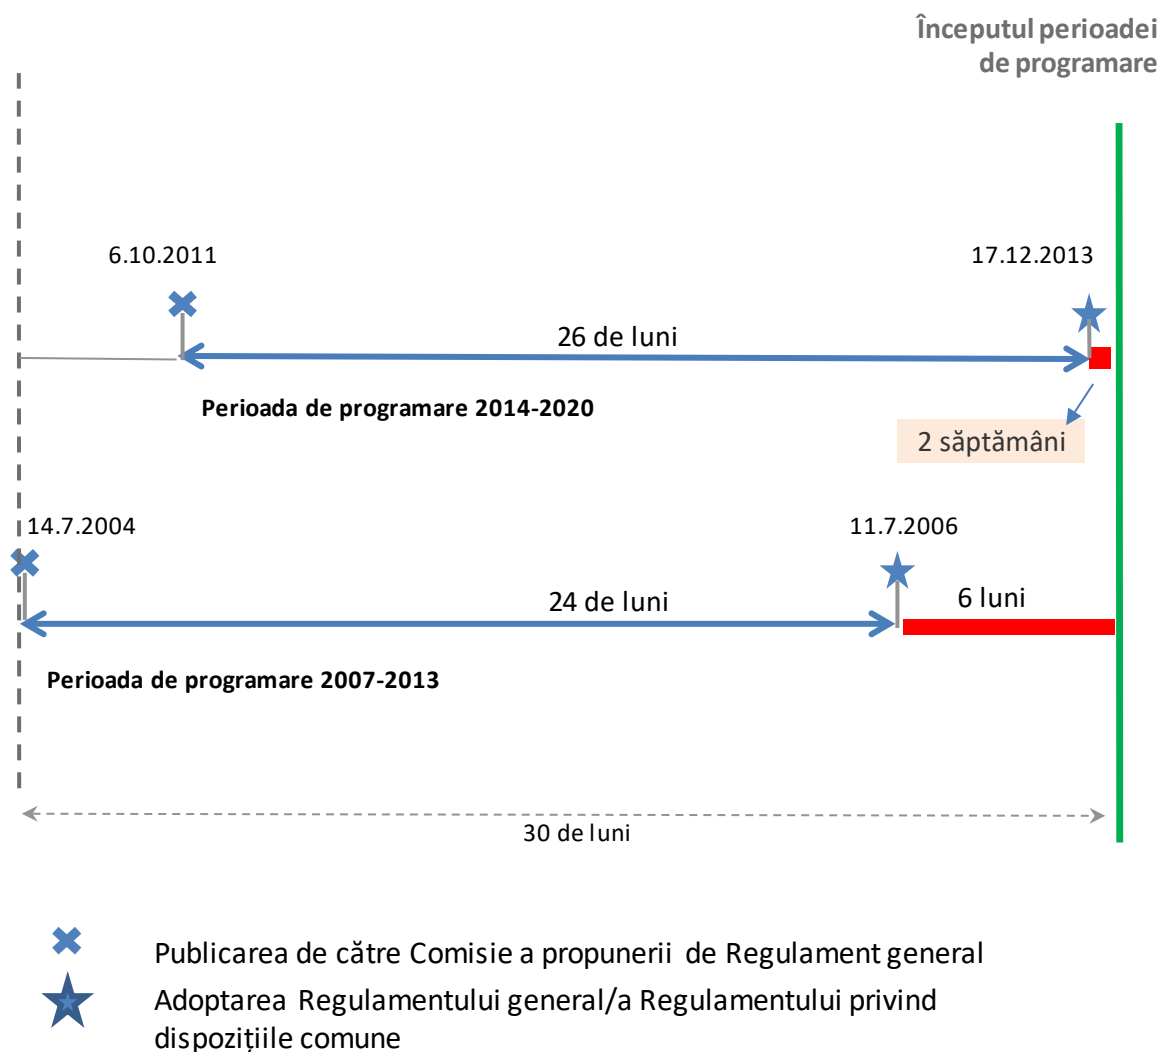 Începutul perioadei
de programare
6.10.2011
17.12.2013
26 de luni
Perioada de programare 2014-2020
2 săptămâni
14.7.2004
11.7.2006
24 de luni
6 luni
Perioada de programare 2007-2013
30 de luni
Publicarea de către Comisie a propunerii de Regulament general
Adoptarea Regulamentului general/a Regulamentului privind
dispozițiile comune